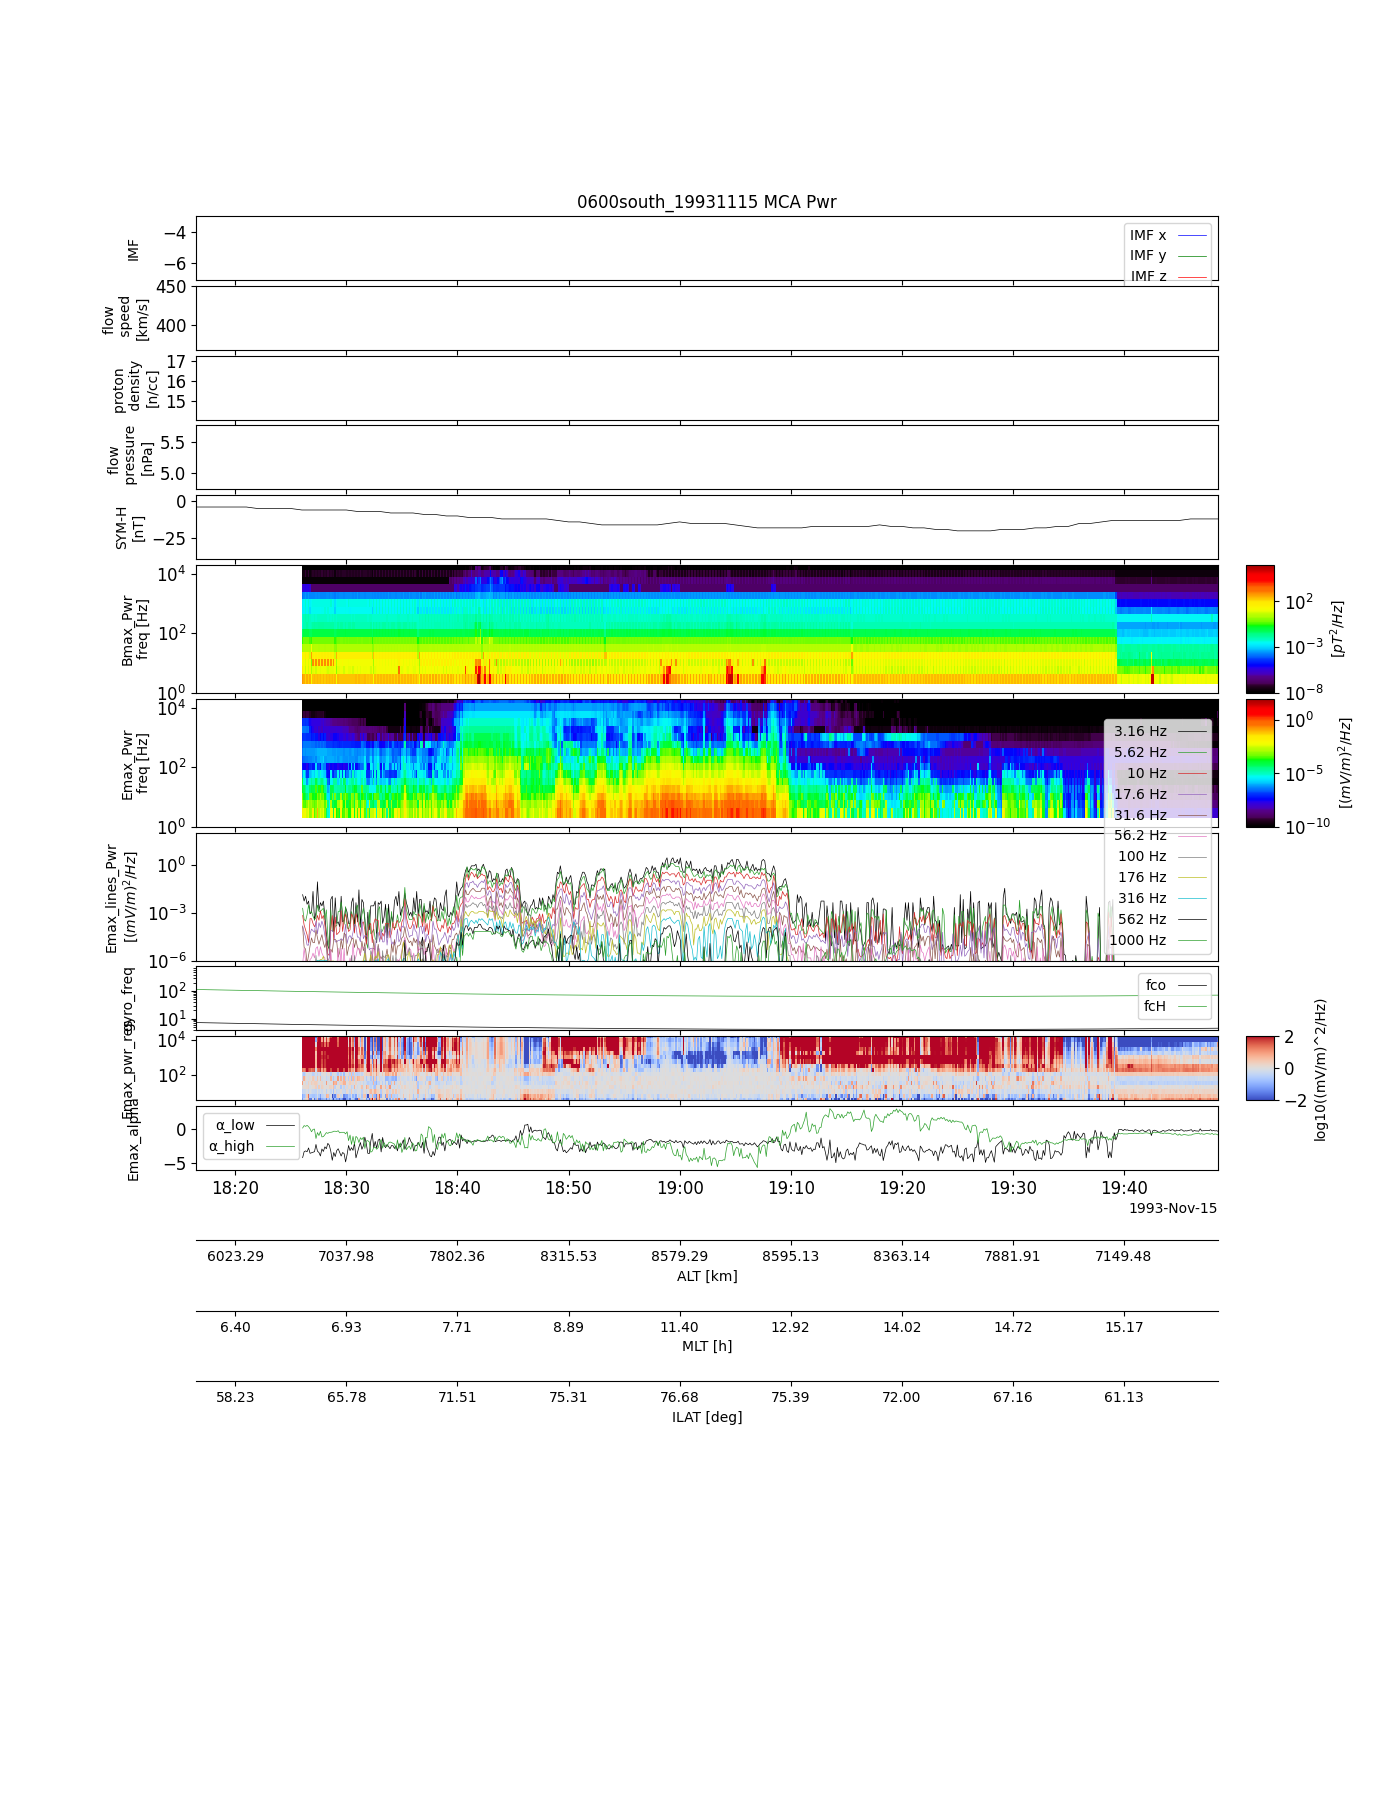 0600south_19931115 MCA Pwr
IMF
−4
−6
IMF x
IMF y
IMF z
flow
speed
[km/s]
450
400
proton
density
[n/cc]
17
16
15
flow
pressure
[nPa]
5.5
5.0
SYM-H
[nT]
0
−25
Bmax_Pwr
freq [Hz]
10^4
10^2
10^0
10^2
10^−3
10^−8
[pT^2/Hz]
Emax_Pwr
freq [Hz]
10^4
10^2
10^0
10^0
10^−5
10^−10
[(mV/m)^2/Hz]
3.16 Hz
5.62 Hz
10 Hz
17.6 Hz
31.6 Hz
56.2 Hz
100 Hz
176 Hz
316 Hz
562 Hz
1000 Hz
Emax_lines_Pwr
[(mV/m)^2/Hz]
10^0
10^−3
10^−6
gyro_freq
10^2
10^1
fco
fcH
Emax_pwr_reg
10^4
10^2
2
0
−2
log10((mV/m)^2/Hz)
Emax_alpha
0
−5
α_low
α_high
18:20 18:30 18:40 18:50 19:00 19:10 19:20 19:30 19:40
1993-Nov-15
6023.29 7037.98 7802.36 8315.53 8579.29 8595.13 8363.14 7881.91 7149.48
ALT [km]
6.40 6.93 7.71 8.89 11.40 12.92 14.02 14.72 15.17
MLT [h]
58.23 65.78 71.51 75.31 76.68 75.39 72.00 67.16 61.13
ILAT [deg]